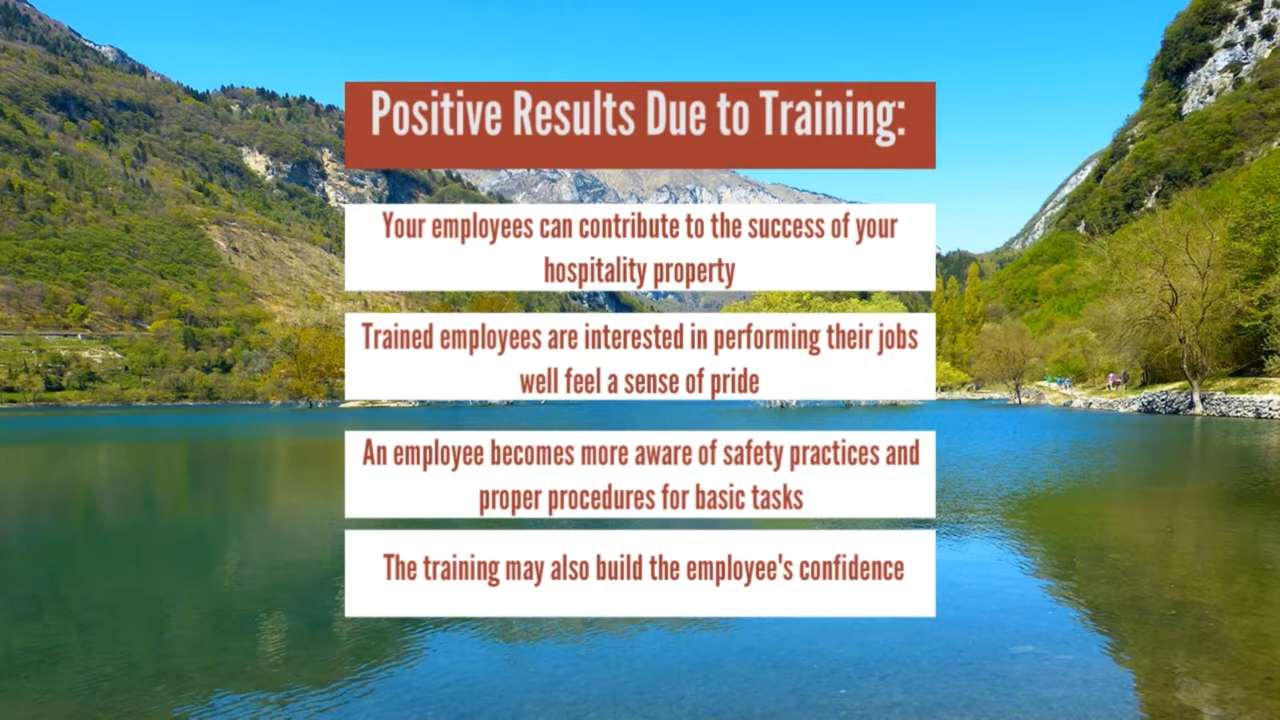 Positive Results Due to Training:
Your employees can contribute to the success of your
hospitality property
Trained employees are interested in performing their jobs
well feel a sense of pride
An employee becomes more aware of safety practices and
proper procedures for basic tasks
The training may also build the employee's confidence